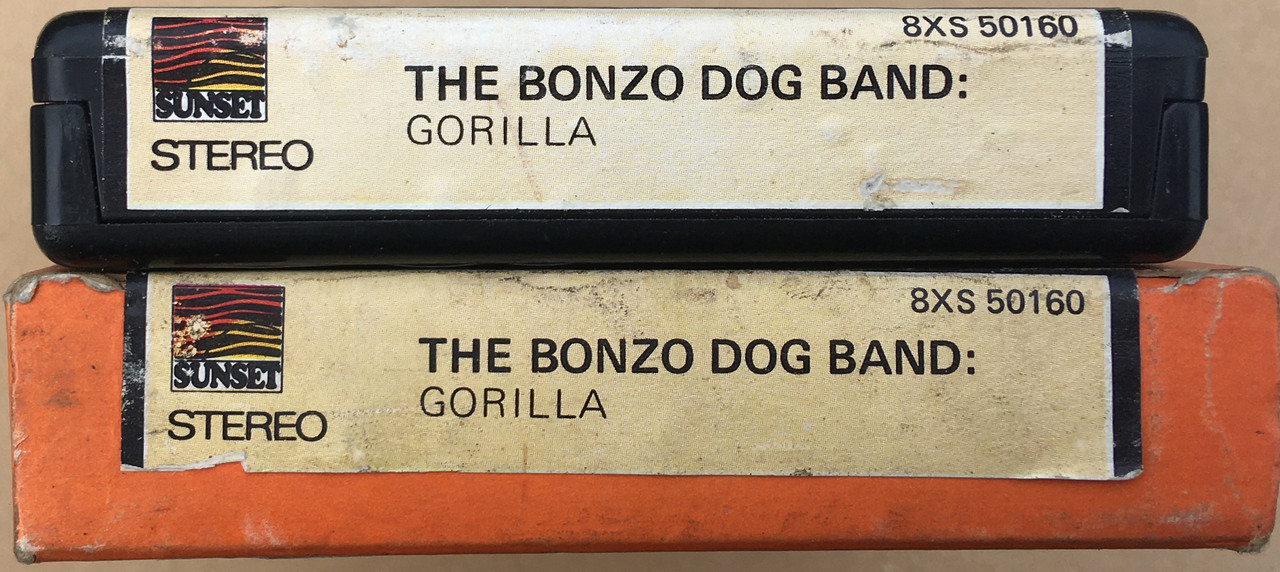 8XS 50160
SUNSET
THE BONZO DOG BAND:
GORILLA
STEREO
8XS 50160
SUNSET
THE BONZO DOG BAND:
GORILLA
STEREO